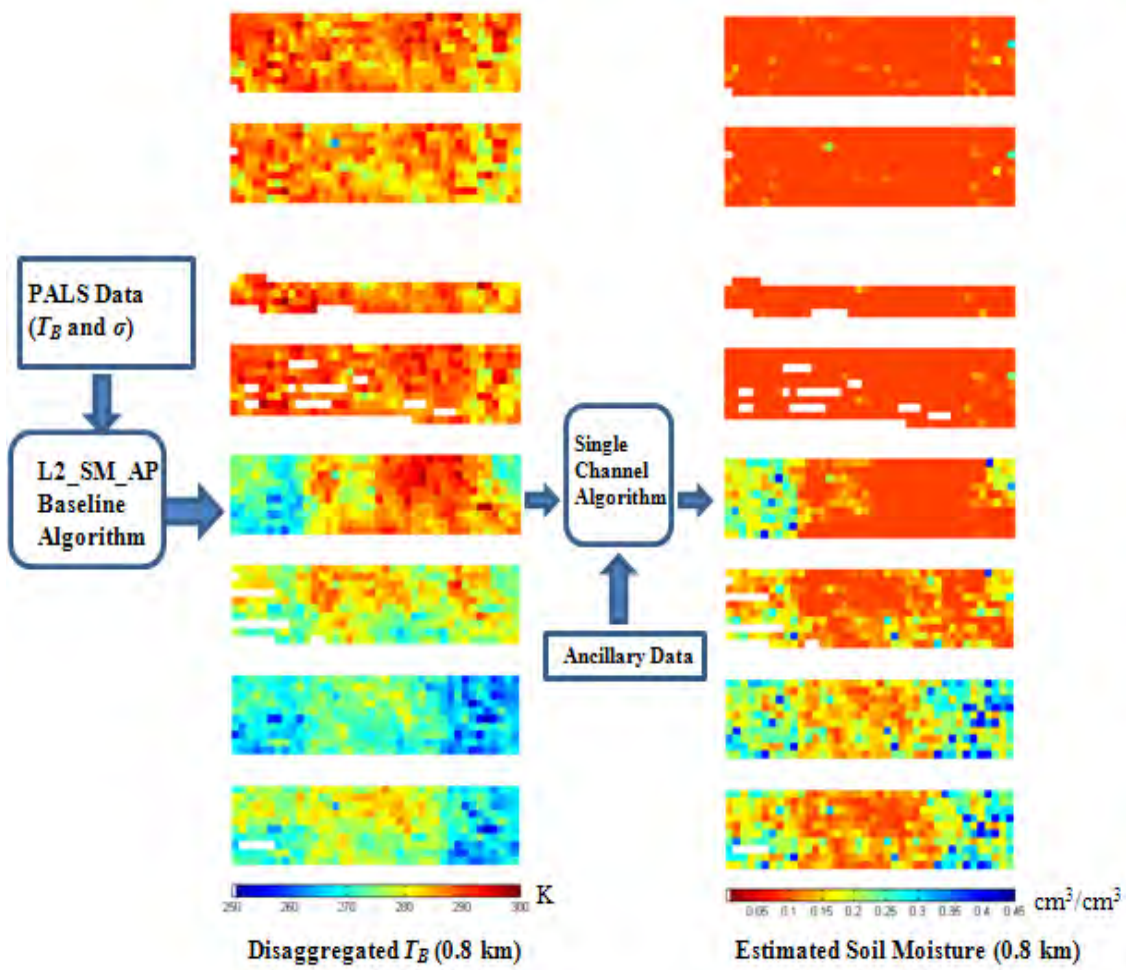 PALS Data
(T_B and σ)
L2_SM_AP
Baseline
Algorithm
Single
Channel
Algorithm
Ancillary Data
250 260 270 280 290 300 K
0.05 0.1 0.15 0.2 0.25 0.3 0.35 0.4 0.45 cm³/cm³
Disaggregated T_B (0.8 km)
Estimated Soil Moisture (0.8 km)